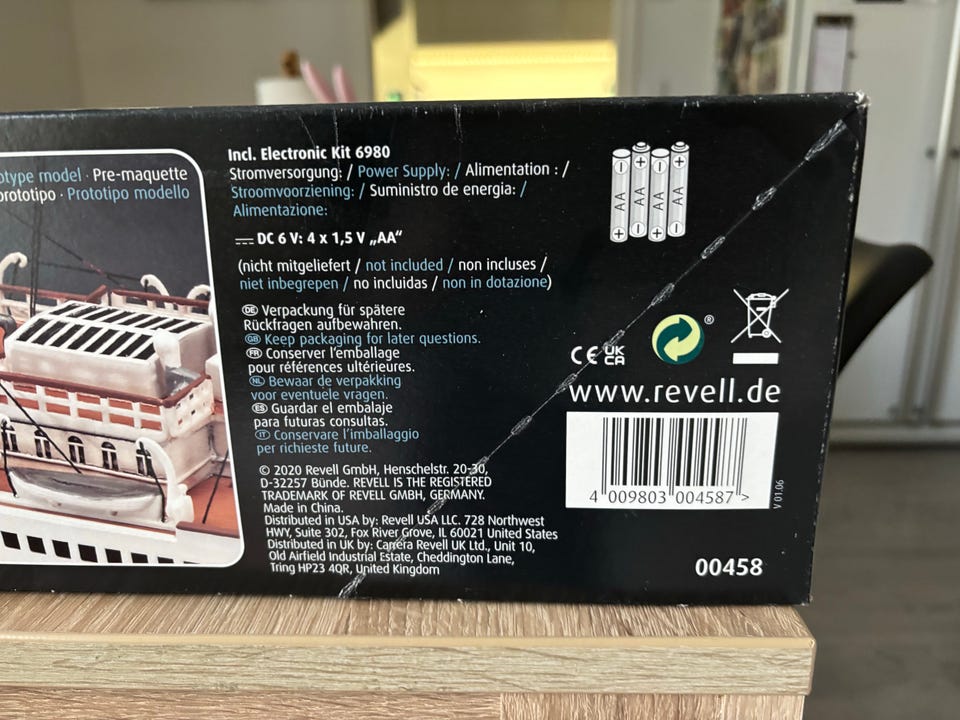 otype model · Pre-maquette
prototipo · Prototipo modello
Incl. Electronic Kit 6980
Stromversorgung: / Power Supply: / Alimentation : /
Stroomvoorziening: / Suministro de energia: /
Alimentazione:
DC 6 V: 4 x 1,5 V „AA“
(nicht mitgeliefert / not included / non incluses /
niet inbegrepen / no incluidas / non in dotazione)
DE Verpackung für spätere
Rückfragen aufbewahren.
GB Keep packaging for later questions.
FR Conserver l'emballage
pour références ultérieures.
NL Bewaar de verpakking
voor eventuele vragen.
ES Guardar el embalaje
para futuras consultas.
IT Conservare l'imballaggio
per richieste future.
© 2020 Revell GmbH, Henschelstr. 20-30,
D-32257 Bünde. REVELL IS THE REGISTERED
TRADEMARK OF REVELL GMBH, GERMANY.
Made in China.
Distributed in USA by: Revell USA LLC. 728 Northwest
HWY, Suite 302, Fox River Grove, IL 60021 United States
Distributed in UK by: Carrera Revell UK Ltd., Unit 10,
Old Airfield Industrial Estate, Cheddington Lane,
Tring HP23 4QR, United Kingdom
AA AA AA AA
CE UK CA ®
www.revell.de
4 009803 004587 >
V 01.06
00458